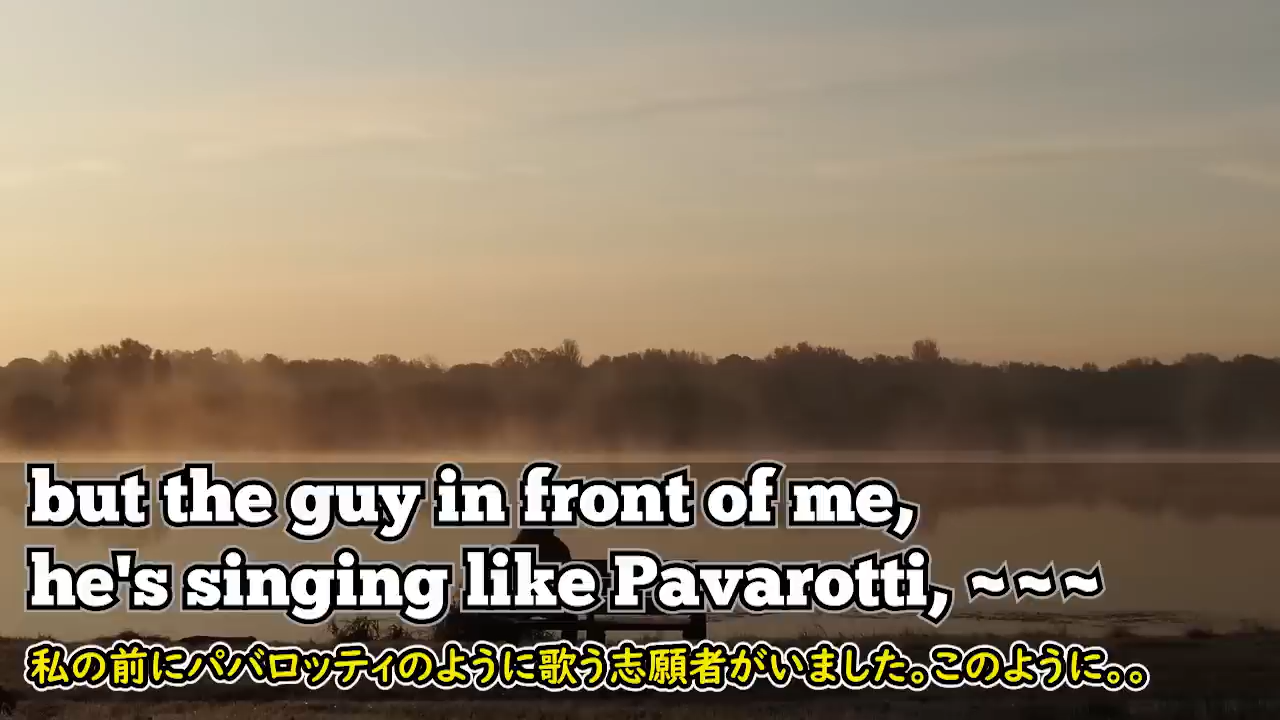 but the guy in front of me,
he's singing like Pavarotti, ~~~
私の前にパバロッティのように歌う志願者がいました。このように。。